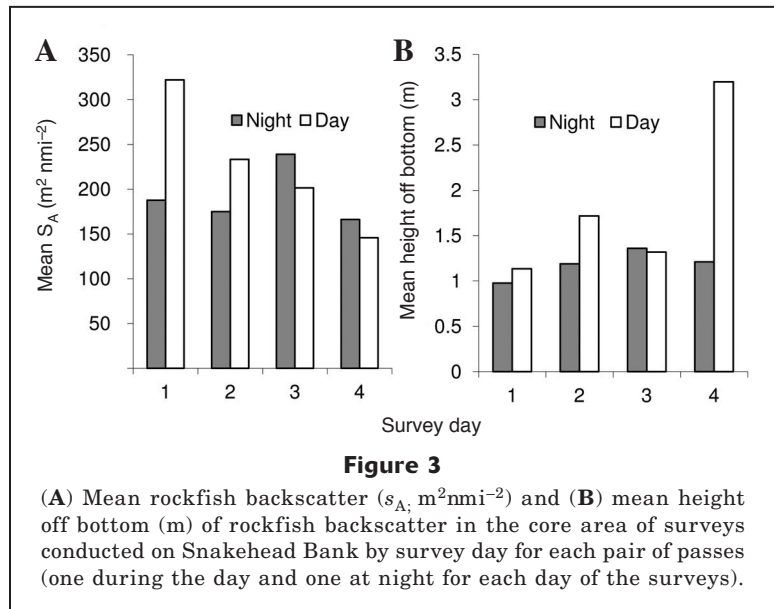 A
Mean S_A (m² nmi⁻²)
350
300
250
200
150
100
50
Night Day
1 2 3 4
B
Mean height off bottom (m)
3.5
3
2.5
2
1.5
1
0.5
0
Night Day
1 2 3 4
Survey day
Figure 3
(A) Mean rockfish backscatter (s_A; m²nmi⁻²) and (B) mean height
off bottom (m) of rockfish backscatter in the core area of surveys
conducted on Snakehead Bank by survey day for each pair of passes
(one during the day and one at night for each day of the surveys).